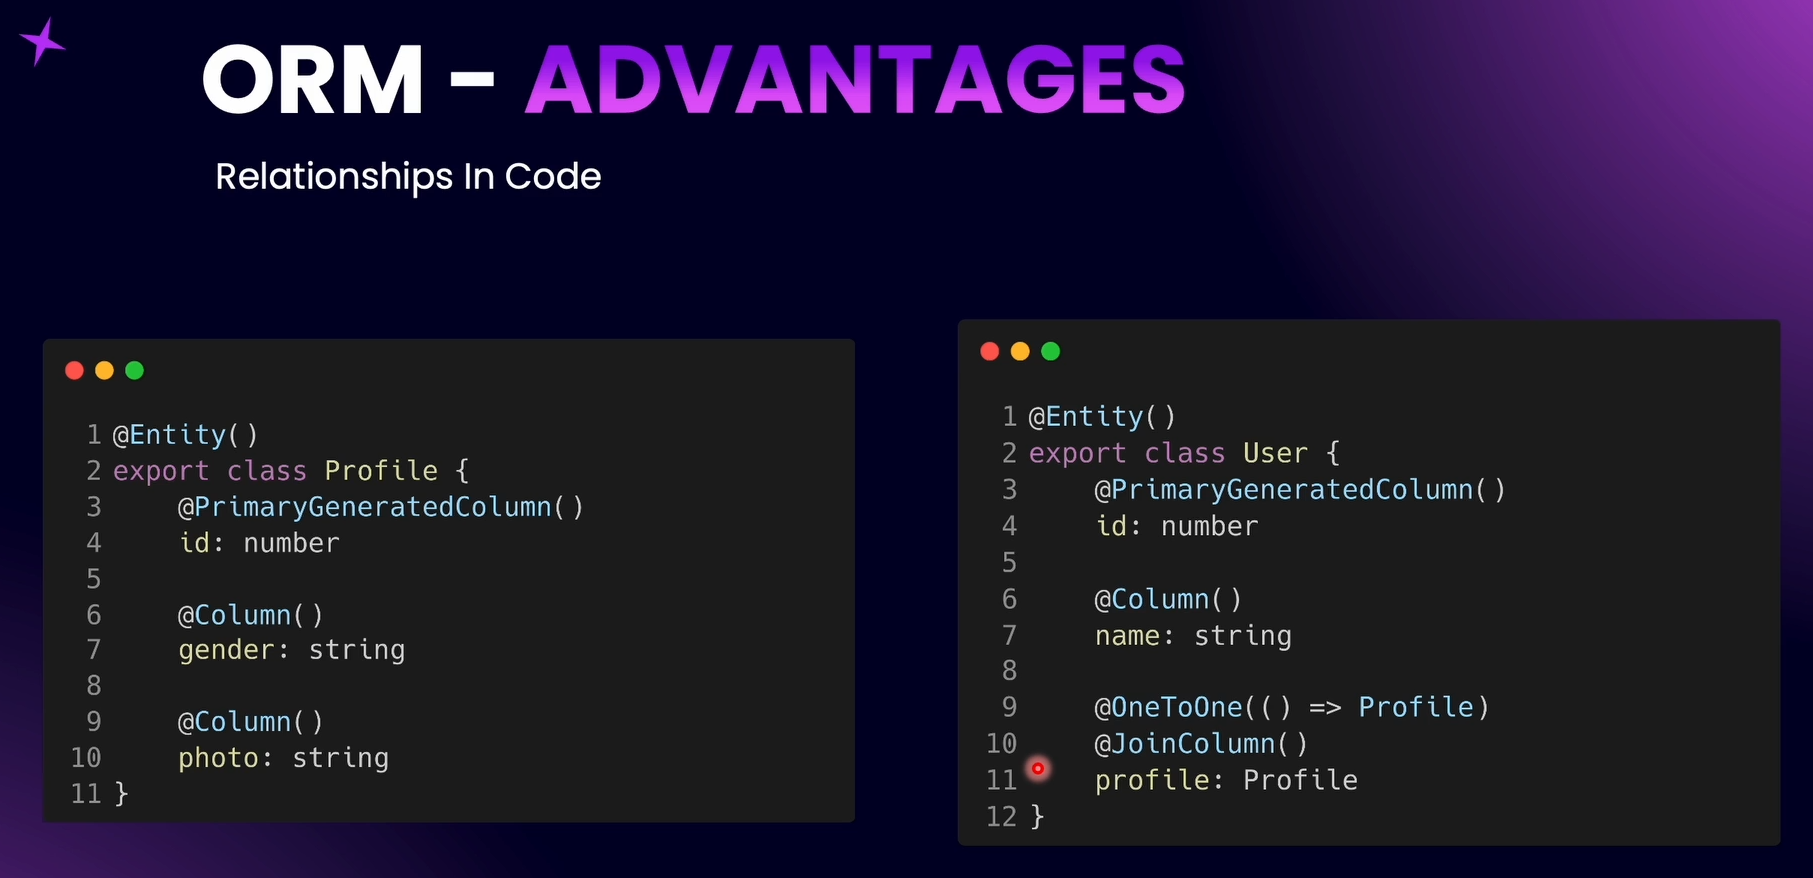 ORM - ADVANTAGES
Relationships In Code
1 @Entity()
2 export class Profile {
3     @PrimaryGeneratedColumn()
4     id: number
5
6     @Column()
7     gender: string
8
9     @Column()
10     photo: string
11 }
1 @Entity()
2 export class User {
3     @PrimaryGeneratedColumn()
4     id: number
5
6     @Column()
7     name: string
8
9     @OneToOne(() => Profile)
10     @JoinColumn()
11     profile: Profile
12 }